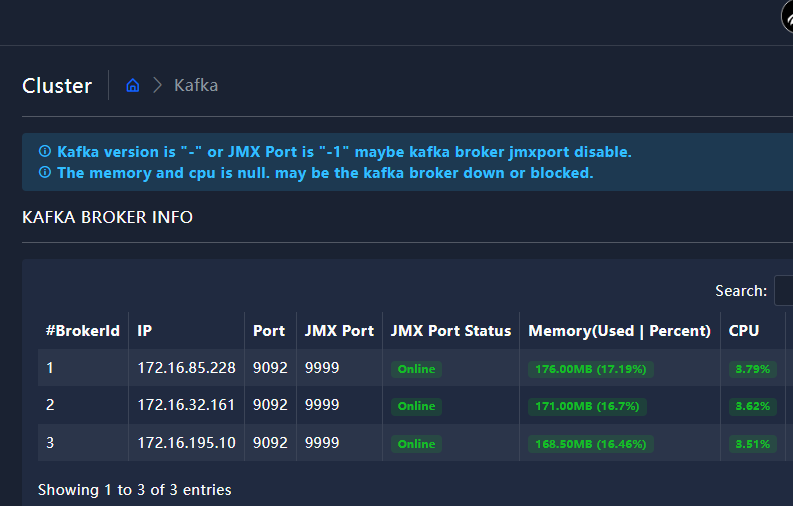 Cluster Kafka
Kafka version is "-" or JMX Port is "-1" maybe kafka broker jmxport disable.
The memory and cpu is null. may be the kafka broker down or blocked.
KAFKA BROKER INFO
Search:
#BrokerId IP Port JMX Port JMX Port Status Memory(Used | Percent) CPU
1 172.16.85.228 9092 9999 Online 176.00MB (17.19%) 3.79%
2 172.16.32.161 9092 9999 Online 171.00MB (16.7%) 3.62%
3 172.16.195.10 9092 9999 Online 168.50MB (16.46%) 3.51%
Showing 1 to 3 of 3 entries